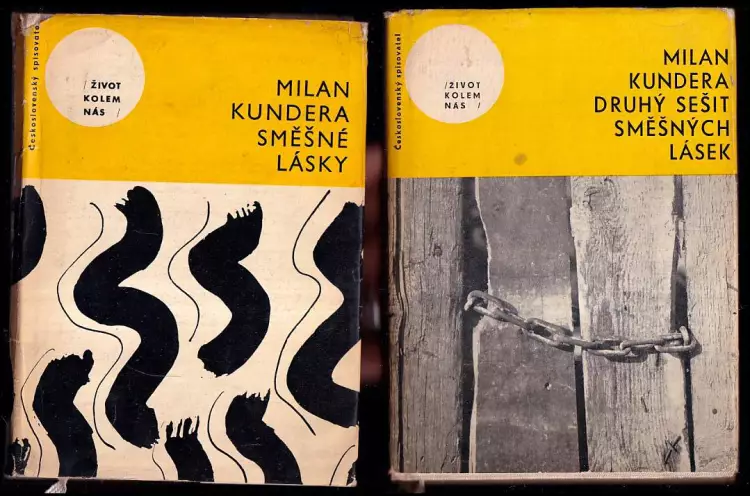 Československý spisovatel
/ ŽIVOT
KOLEM
NÁS /
MILAN
KUNDERA
SMĚŠNÉ
LÁSKY
Československý spisovatel
/ ŽIVOT
KOLEM
NÁS /
MILAN
KUNDERA
DRUHÝ SEŠIT
SMĚŠNÝCH
LÁSEK